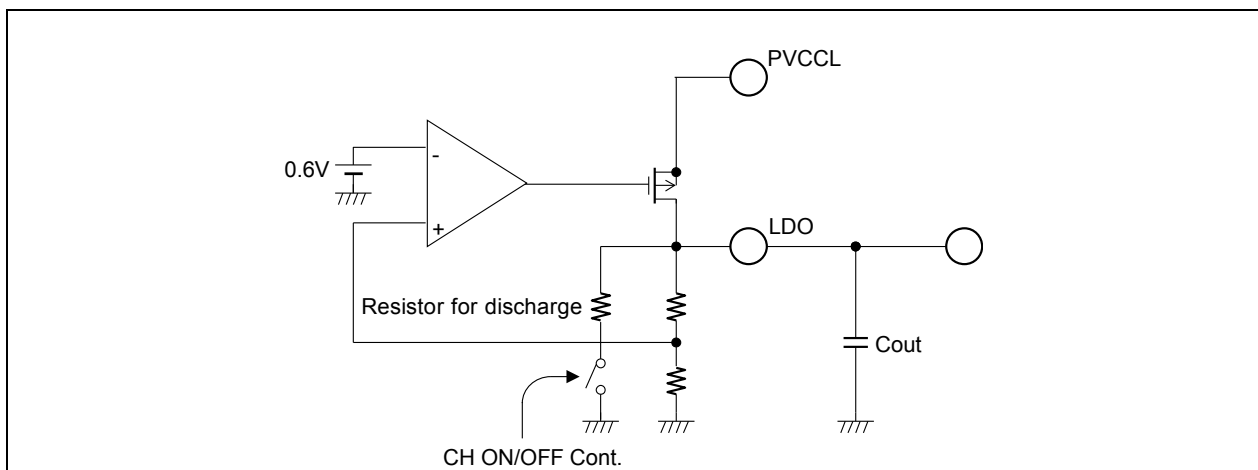 PVCCL
0.6V
-
+
LDO
Resistor for discharge
Cout
CH ON/OFF Cont.